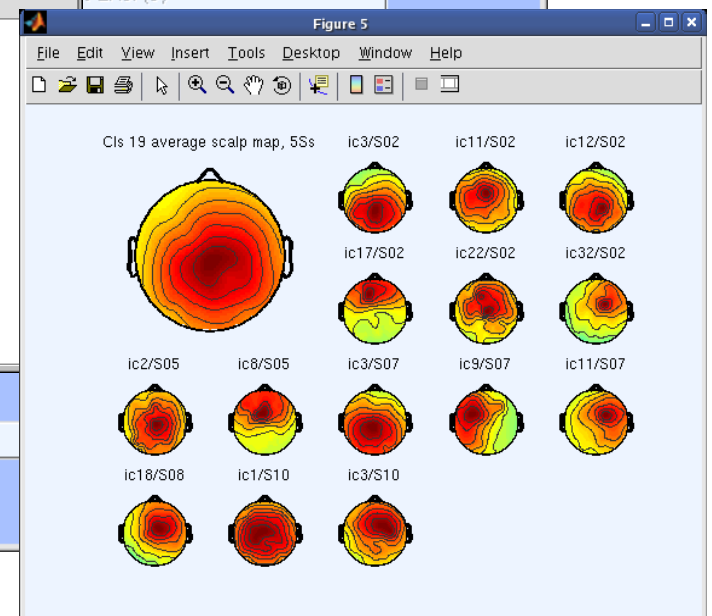 Figure 5
File Edit View Insert Tools Desktop Window Help
Cls 19 average scalp map, 5Ss ic3/S02 ic11/S02 ic12/S02
ic17/S02 ic22/S02 ic32/S02
ic2/S05 ic8/S05 ic3/S07 ic9/S07 ic11/S07
ic18/S08 ic1/S10 ic3/S10